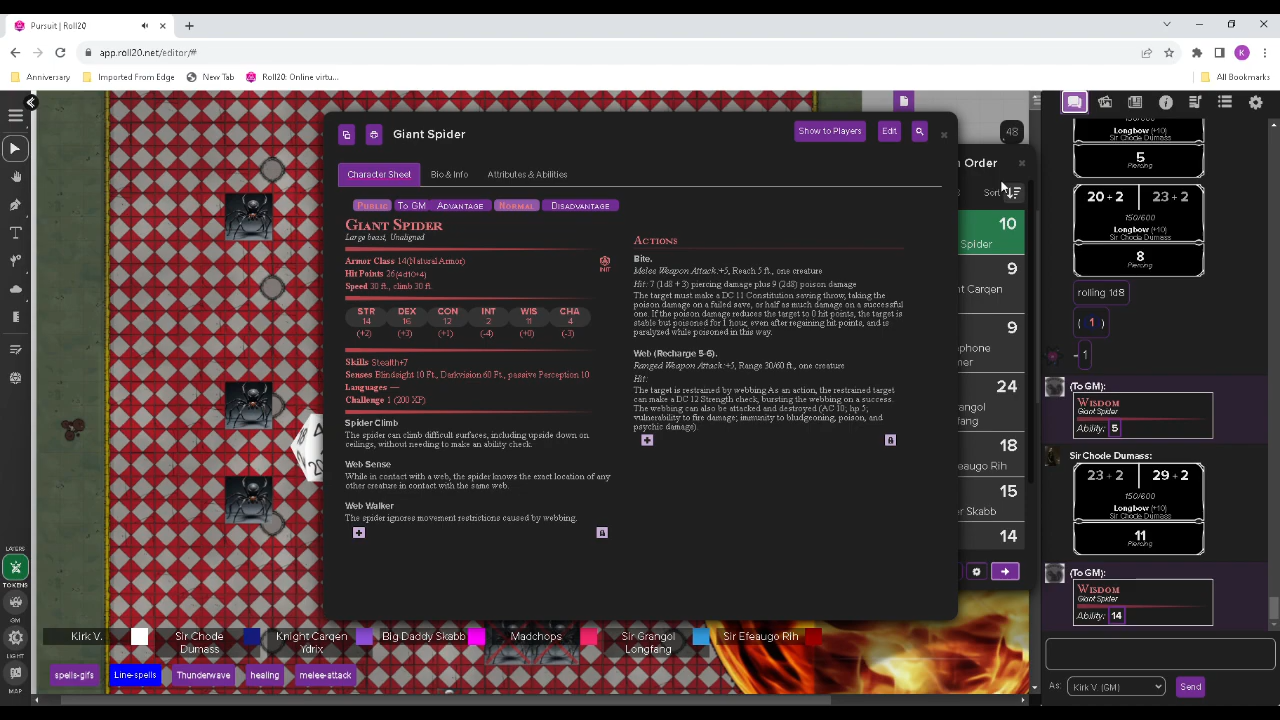 Pursuit | Roll20
app.roll20.net/editor/#
Anniversary
Imported From Edge
New Tab
Roll20: Online virtu...
All Bookmarks
K
Giant Spider
Show to Players
Edit
Character Sheet
Bio & Info
Attributes & Abilities
PUBLIC
TO GM
ADVANTAGE
NORMAL
DISADVANTAGE
GIANT SPIDER
Large beast, Unaligned
Armor Class 14(Natural Armor)
Hit Points 26(4d10+4)
Speed 30 ft., climb 30 ft.
INIT
STR DEX CON INT WIS CHA
14 16 12 2 11 4
(+2) (+3) (+1) (-4) (+0) (-3)
Skills Stealth+7
Senses Blindsight 10 Ft., Darkvision 60 Ft., passive Perception 10
Languages —
Challenge 1 (200 XP)
Spider Climb
The spider can climb difficult surfaces, including upside down on
ceilings, without needing to make an ability check.
Web Sense
While in contact with a web, the spider knows the exact location of any
other creature in contact with the same web.
Web Walker
The spider ignores movement restrictions caused by webbing.
ACTIONS
Bite.
Melee Weapon Attack:+5, Reach 5 ft., one creature
Hit: 7 (1d8 + 3) piercing damage plus 9 (2d8) poison damage
The target must make a DC 11 Constitution saving throw, taking the
poison damage on a failed save, or half as much damage on a successful
one. If the poison damage reduces the target to 0 hit points, the target is
stable but poisoned for 1 hour, even after regaining hit points, and is
paralyzed while poisoned in this way.
Web (Recharge 5-6).
Ranged Weapon Attack:+5, Range 30/60 ft., one creature
Hit:
The target is restrained by webbing As an action, the restrained target
can make a DC 12 Strength check, bursting the webbing on a success.
The webbing can also be attacked and destroyed (AC 10; hp 5;
vulnerability to fire damage; immunity to bludgeoning, poison, and
psychic damage)
48
n Order
Sort
10
Spider
9
ht Carqen
9
ophone
mer
24
angol
fang
18
feaugo Rih
15
r Skabb
14
150/600
Longbow (+10)
Sir Chode Dumass
5
Piercing
20 + 2
23 + 2
150/600
Longbow (+10)
Sir Chode Dumass
8
Piercing
rolling 1d8
( 1 )
= 1
(To GM):
WISDOM
Giant Spider
Ability: 5
Sir Chode Dumass:
23 + 2
29 + 2
150/600
Longbow (+10)
Sir Chode Dumass
11
Piercing
(To GM):
WISDOM
Giant Spider
Ability: 14
As:
Kirk V. (GM)
Send
LAYERS
TOKENS
GM
LIGHT
MAP
Kirk V.
Sir Chode
Dumass
Knight Carqen
Ydrix
Big Daddy Skabb
Madchops
Sir Grangol
Longfang
Sir Efeaugo Rih
spells-gifs
Line-spells
Thunderwave
healing
melee-attack